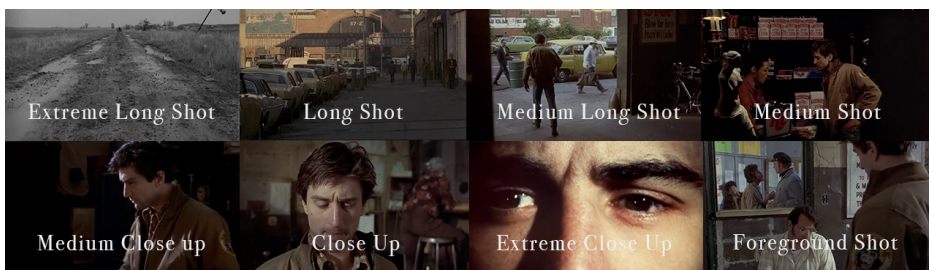 Extreme Long Shot
Long Shot
Medium Long Shot
Medium Shot
Medium Close up
Close Up
Extreme Close Up
Foreground Shot